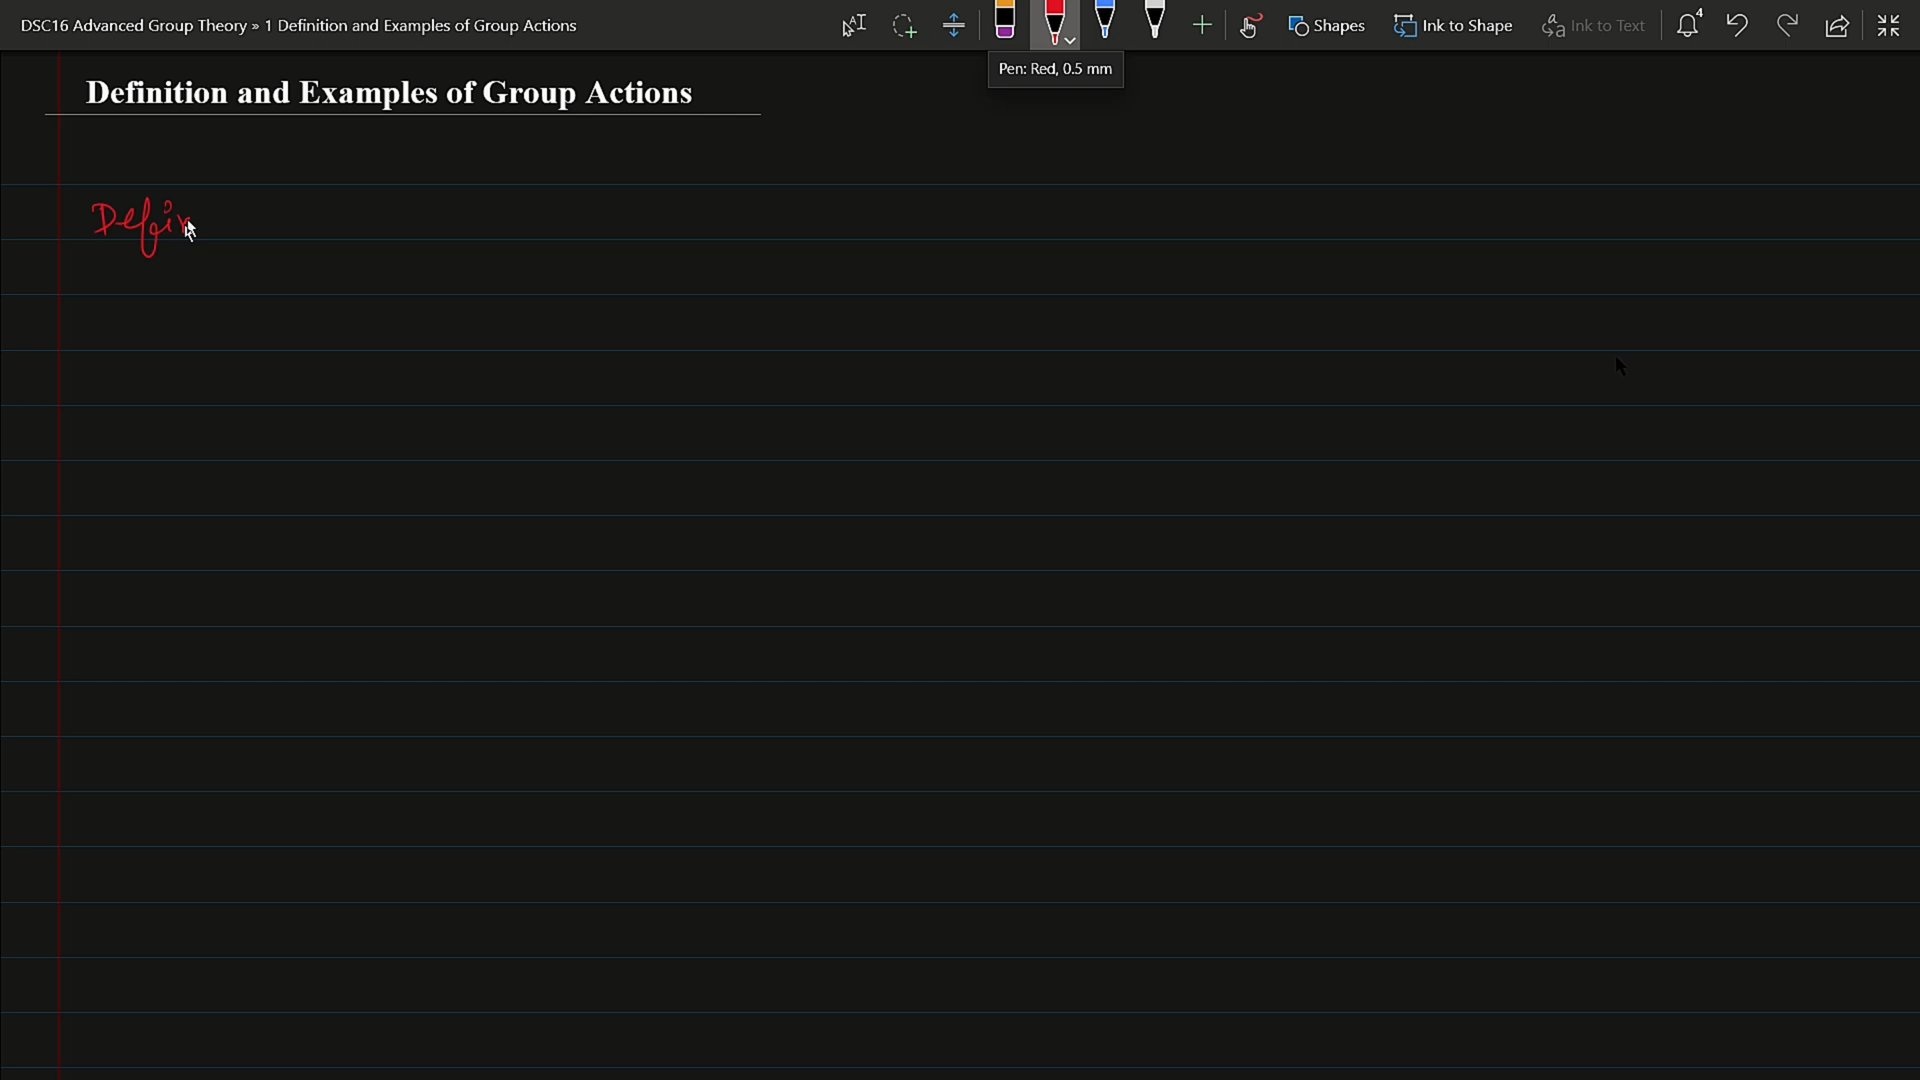 DSC16 Advanced Group Theory » 1 Definition and Examples of Group Actions
Shapes
Ink to Shape
Ink to Text
4
Pen: Red, 0.5 mm
Definition and Examples of Group Actions
Defin